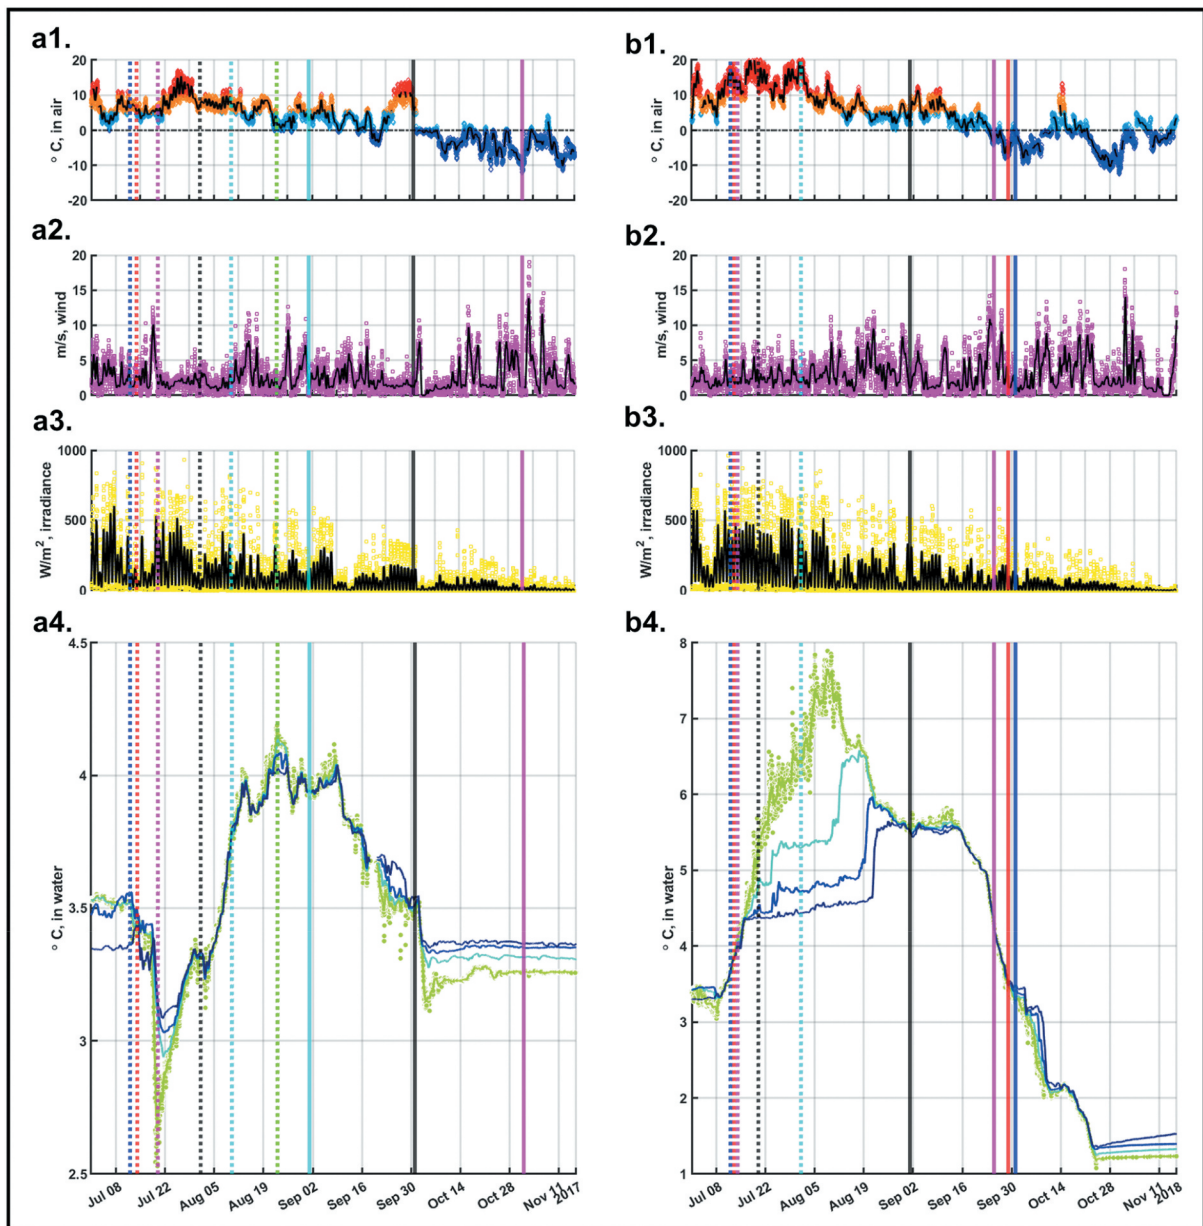 a1.
20
10
0
-10
-20
° C, in air
a2.
20
15
10
5
0
m/s, wind
a3.
1000
500
0
W/m², irradiance
a4.
4.5
4
3.5
3
2.5
° C, in water
Jul 08
Jul 22
Aug 05
Aug 19
Sep 02
Sep 16
Sep 30
Oct 14
Oct 28
Nov 11
2017
b1.
20
10
0
-10
-20
° C, in air
b2.
20
15
10
5
0
m/s, wind
b3.
1000
500
0
W/m², irradiance
b4.
8
7
6
5
4
3
2
1
° C, in water
Jul 08
Jul 22
Aug 05
Aug 19
Sep 02
Sep 16
Sep 30
Oct 14
Oct 28
Nov 11
2018